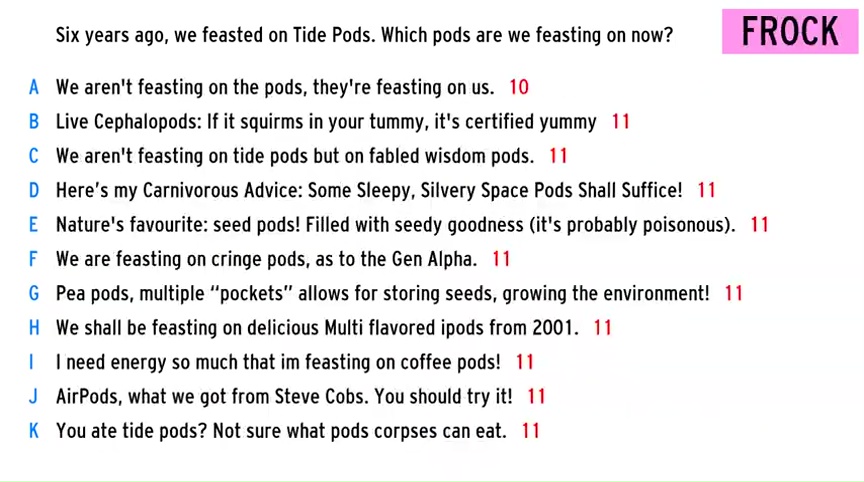 Six years ago, we feasted on Tide Pods. Which pods are we feasting on now?
FROCK
A We aren't feasting on the pods, they're feasting on us. 10
B Live Cephalopods: If it squirms in your tummy, it's certified yummy 11
C We aren't feasting on tide pods but on fabled wisdom pods. 11
D Here's my Carnivorous Advice: Some Sleepy, Silvery Space Pods Shall Suffice! 11
E Nature's favourite: seed pods! Filled with seedy goodness (it's probably poisonous). 11
F We are feasting on cringe pods, as to the Gen Alpha. 11
G Pea pods, multiple “pockets” allows for storing seeds, growing the environment! 11
H We shall be feasting on delicious Multi flavored ipods from 2001. 11
I I need energy so much that im feasting on coffee pods! 11
J AirPods, what we got from Steve Cobs. You should try it! 11
K You ate tide pods? Not sure what pods corpses can eat. 11